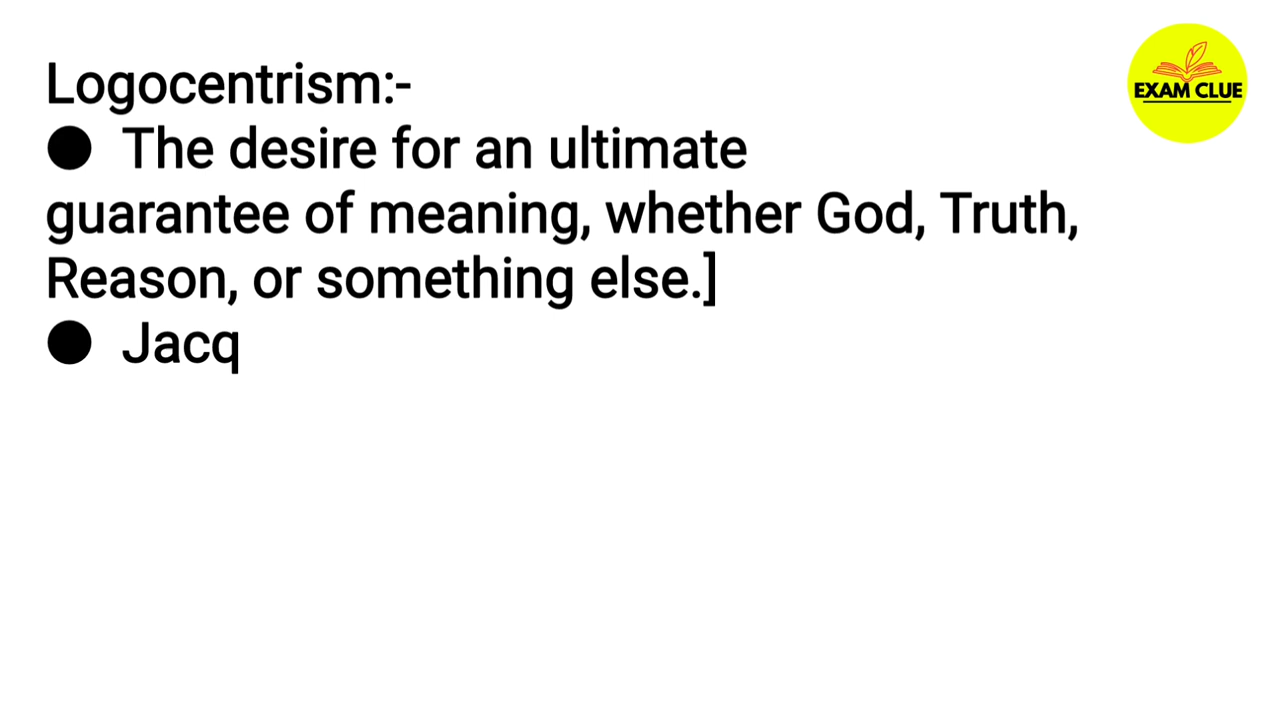 Logocentrism:-
● The desire for an ultimate
guarantee of meaning, whether God, Truth,
Reason, or something else.]
● Jacq
EXAM CLUE